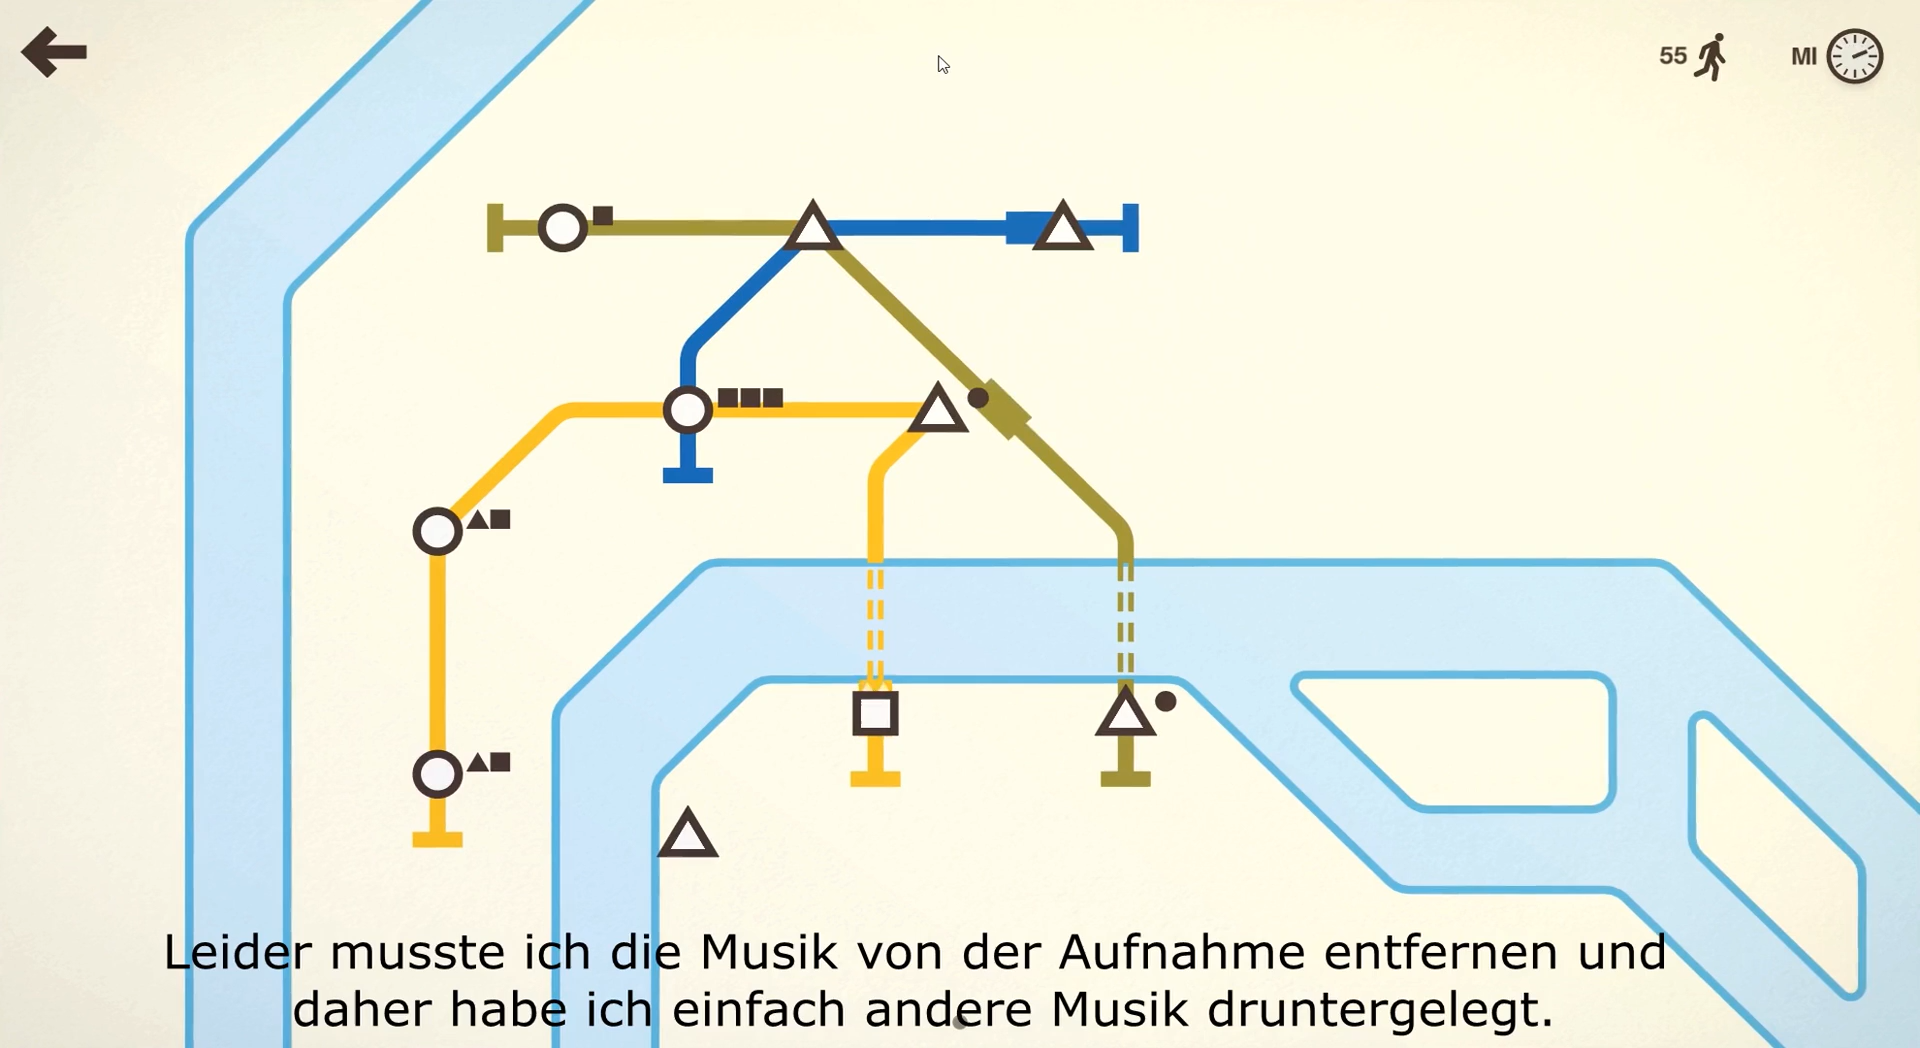 55
MI
Leider musste ich die Musik von der Aufnahme entfernen und
daher habe ich einfach andere Musik druntergelegt.